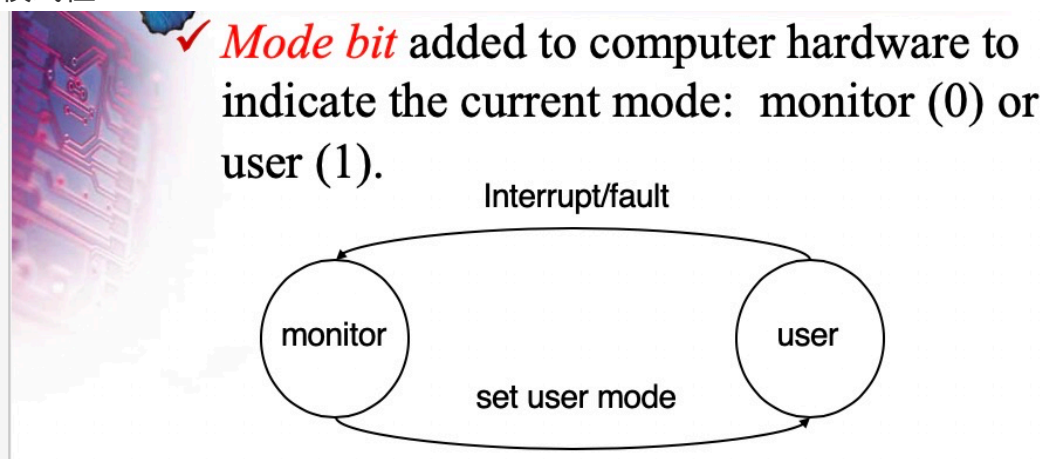 Mode bit added to computer hardware to
indicate the current mode: monitor (0) or
user (1).
Interrupt/fault
monitor
user
set user mode